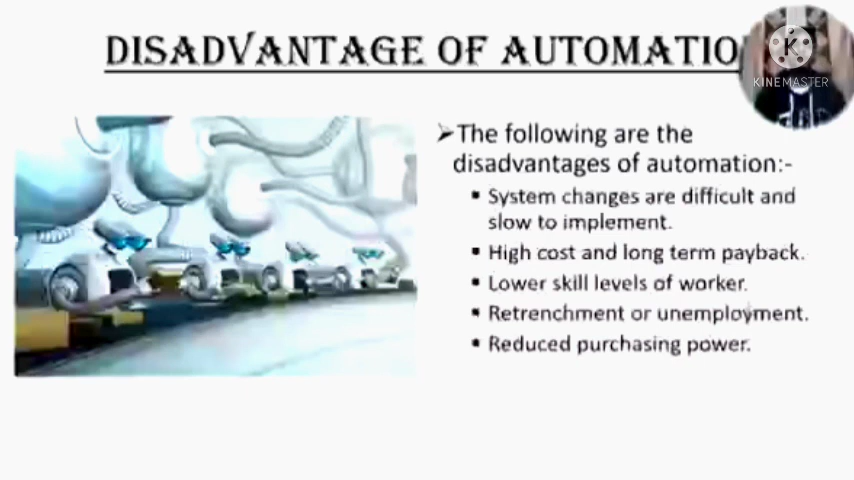 DISADVANTAGE OF AUTOMATIO
KINEMASTER
➢The following are the
disadvantages of automation:-
▪ System changes are difficult and
slow to implement.
▪ High cost and long term payback.
▪ Lower skill levels of worker.
▪ Retrenchment or unemployment.
▪ Reduced purchasing power.